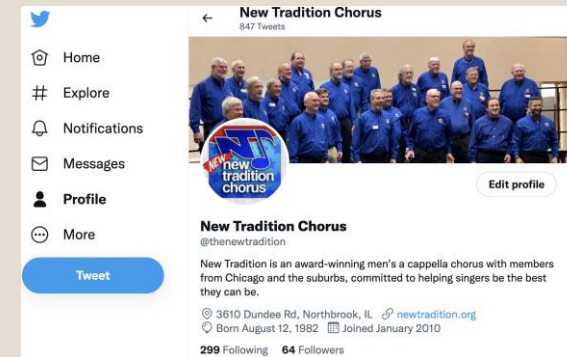 New Tradition Chorus
847 Tweets
Home
Explore
Notifications
Messages
Profile
More
Tweet
NEW
new
tradition
chorus
Edit profile
New Tradition Chorus
@thenewtradition
New Tradition is an award-winning men's a cappella chorus with members
from Chicago and the suburbs, committed to helping singers be the best
they can be.
3610 Dundee Rd, Northbrook, IL newtradition.org
Born August 12, 1982 Joined January 2010
299 Following 64 Followers